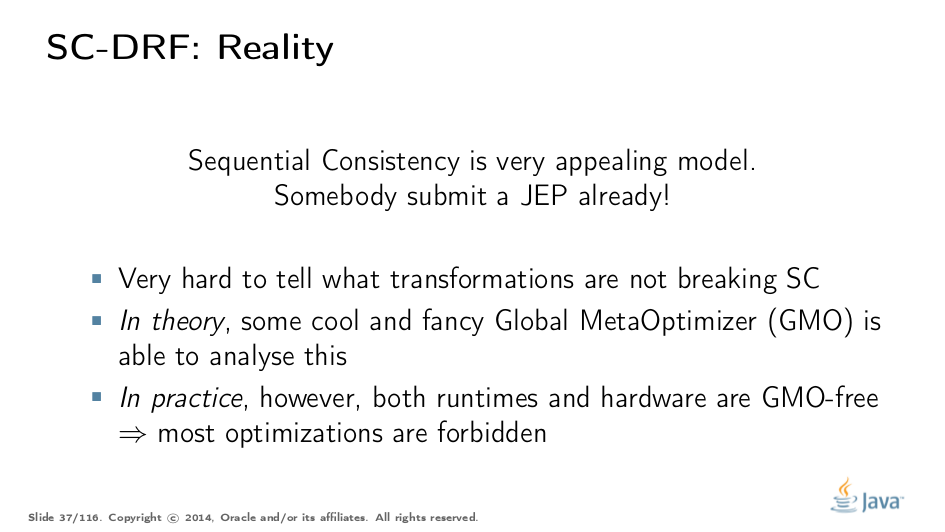 SC-DRF: Reality
Sequential Consistency is very appealing model.
Somebody submit a JEP already!
Very hard to tell what transformations are not breaking SC
In theory, some cool and fancy Global MetaOptimizer (GMO) is
able to analyse this
In practice, however, both runtimes and hardware are GMO-free
⇒ most optimizations are forbidden
Java™
Slide 37/116. Copyright © 2014, Oracle and/or its affiliates. All rights reserved.